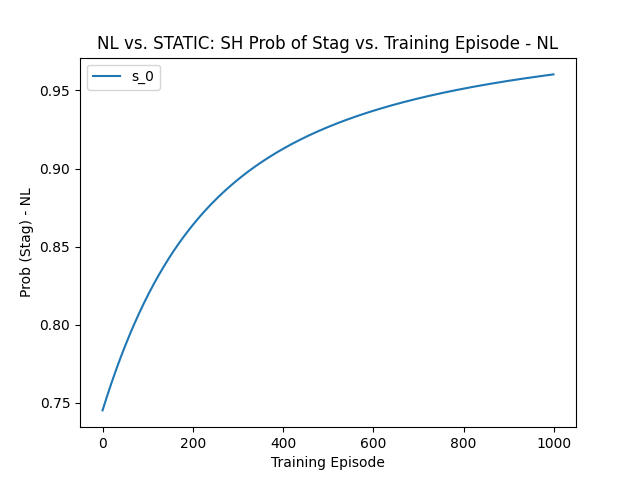 NL vs. STATIC: SH Prob of Stag vs. Training Episode - NL
s_0
0.95
0.90
0.85
0.80
0.75
Prob (Stag) - NL
0 200 400 600 800 1000
Training Episode